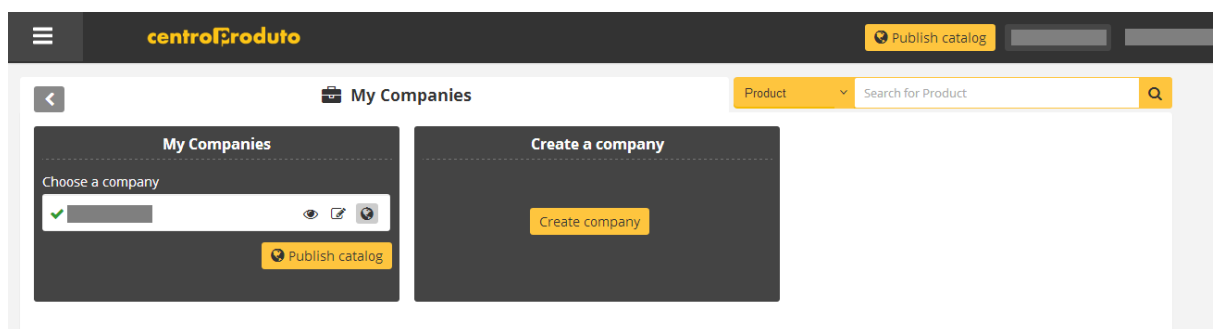 centroProduto
Publish catalog
My Companies
Product
Search for Product
My Companies
Choose a company
Publish catalog
Create a company
Create company